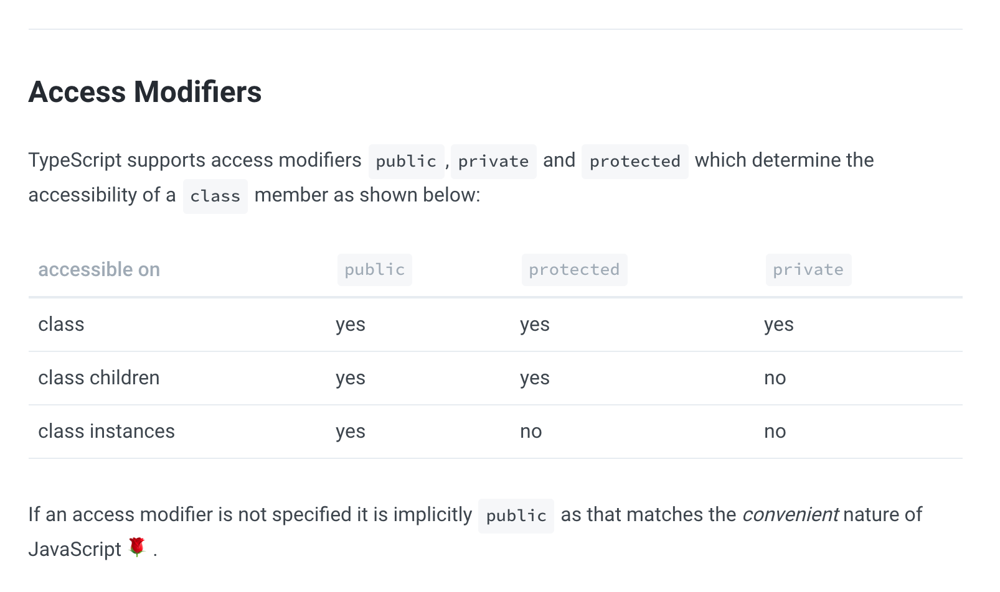 Access Modifiers
TypeScript supports access modifiers public, private and protected which determine the
accessibility of a class member as shown below:
accessible on public protected private
class yes yes yes
class children yes yes no
class instances yes no no
If an access modifier is not specified it is implicitly public as that matches the convenient nature of
JavaScript 🌹 .